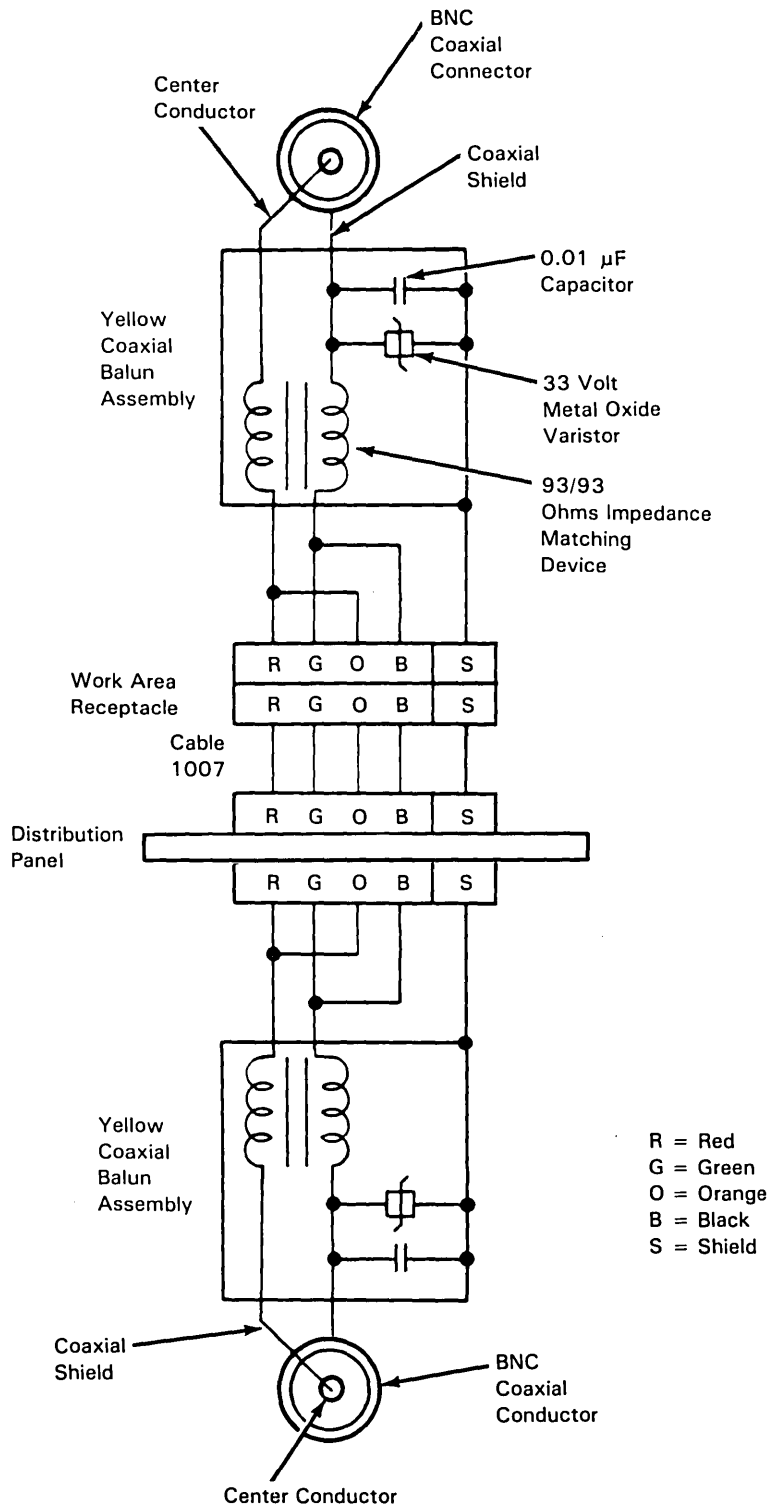 BNC
Coaxial
Connector
Center
Conductor
Coaxial
Shield
0.01 μF
Capacitor
Yellow
Coaxial
Balun
Assembly
33 Volt
Metal Oxide
Varistor
93/93
Ohms Impedance
Matching
Device
R G O B S
Work Area
Receptacle
R G O B S
Cable
1007
R G O B S
Distribution
Panel
R G O B S
Yellow
Coaxial
Balun
Assembly
R = Red
G = Green
O = Orange
B = Black
S = Shield
Coaxial
Shield
BNC
Coaxial
Conductor
Center Conductor